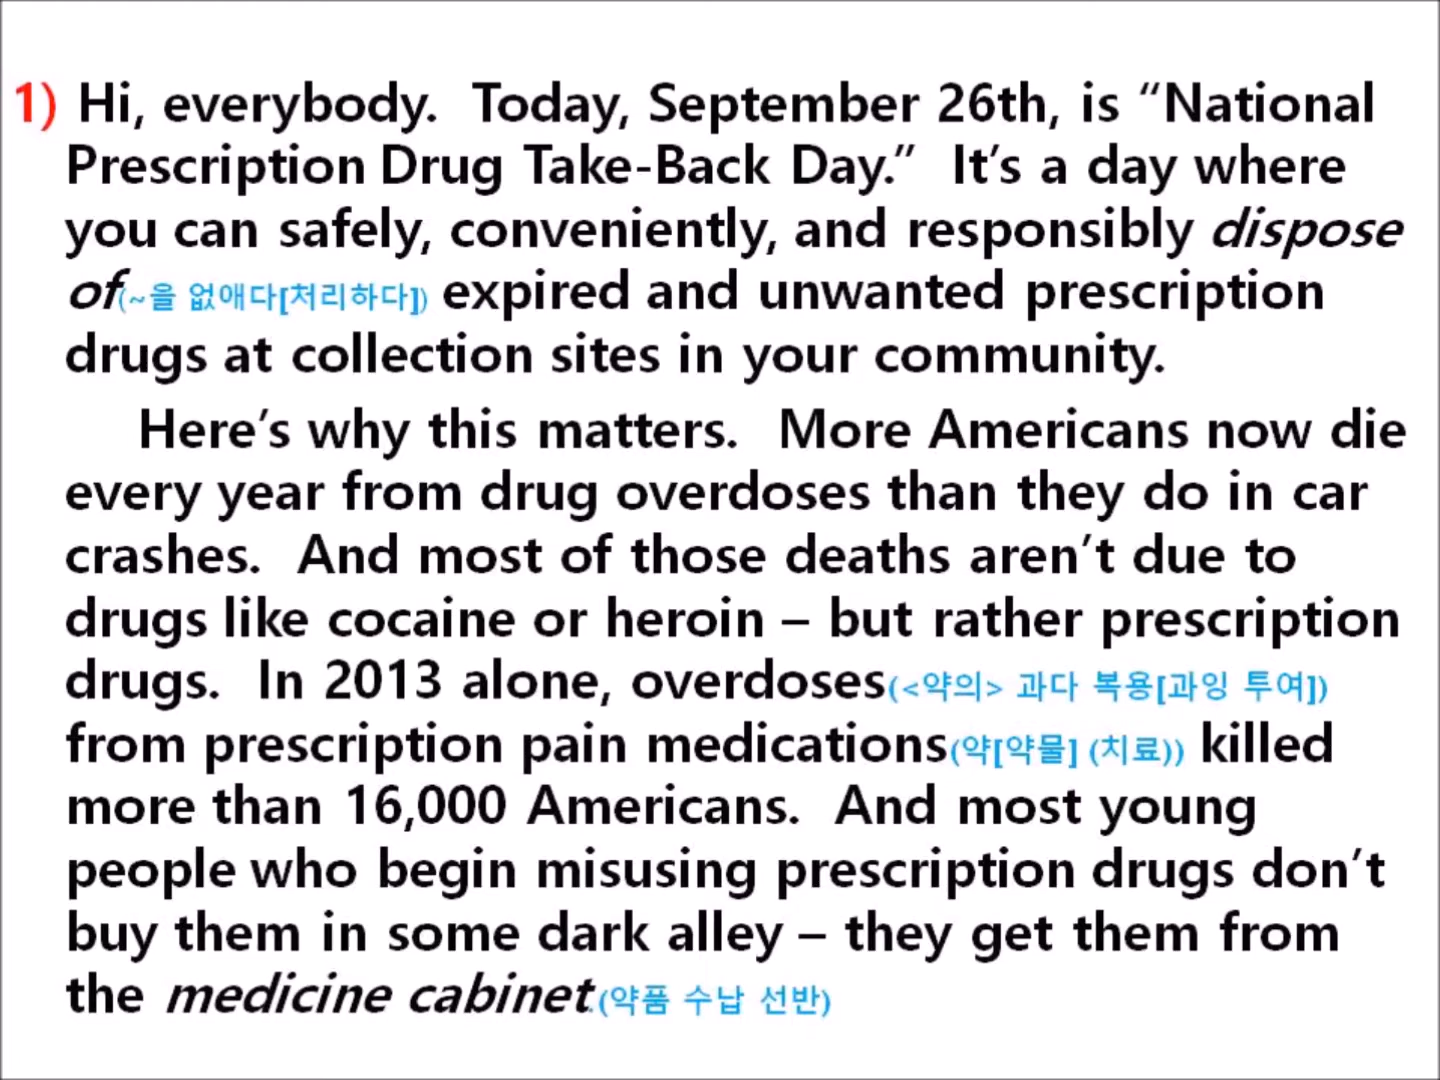 1) Hi, everybody. Today, September 26th, is “National
Prescription Drug Take-Back Day.” It’s a day where
you can safely, conveniently, and responsibly dispose
of(~을 없애다[처리하다]) expired and unwanted prescription
drugs at collection sites in your community.
Here’s why this matters. More Americans now die
every year from drug overdoses than they do in car
crashes. And most of those deaths aren’t due to
drugs like cocaine or heroin – but rather prescription
drugs. In 2013 alone, overdoses(<약의> 과다 복용[과잉 투여])
from prescription pain medications(약[약물] (치료)) killed
more than 16,000 Americans. And most young
people who begin misusing prescription drugs don’t
buy them in some dark alley – they get them from
the medicine cabinet.(약품 수납 선반)